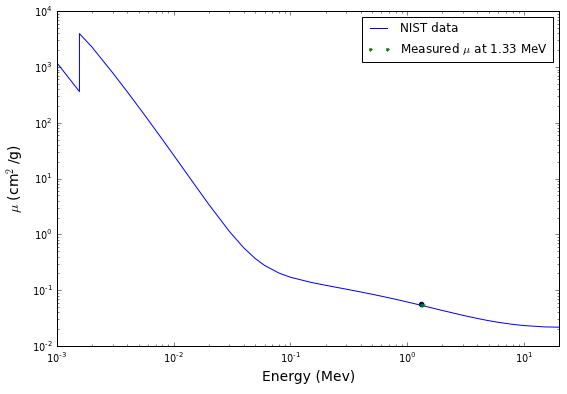 10^4
NIST data
Measured μ at 1.33 MeV
10^3
10^2
μ (cm^2 /g)
10^1
10^0
10^-1
10^-2
10^-3 10^-2 10^-1 10^0 10^1
Energy (Mev)